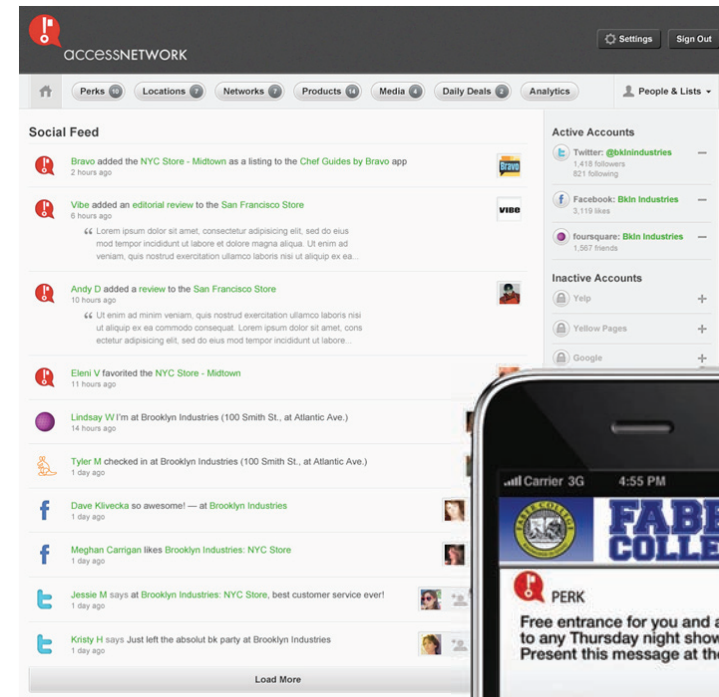 accessNETWORK
Settings
Sign Out
Perks 10
Locations 7
Networks 7
Products 14
Media 4
Daily Deals 2
Analytics
People & Lists
Social Feed
Bravo added the NYC Store - Midtown as a listing to the Chef Guides by Bravo app
2 hours ago
Bravo
Vibe added an editorial review to the San Francisco Store
6 hours ago
VIBE
“ Lorem ipsum dolor sit amet, consectetur adipisicing elit, sed do eius
mod tempor incididunt ut labore et dolore magna aliqua. Ut enim ad
veniam, quis nostrud exercitation ullamco laboris nisi ut aliquip ex ea...
Andy D added a review to the San Francisco Store
10 hours ago
“ Ut enim ad minim veniam, quis nostrud exercitation ullamco laboris nisi
ut aliquip ex ea commodo consequat. Lorem ipsum dolor sit amet, cons
ectetur adipisicing elit, sed do eius mod tempor incididunt ut labore...
Eleni V favorited the NYC Store - Midtown
11 hours ago
Lindsay W I'm at Brooklyn Industries (100 Smith St., at Atlantic Ave.)
14 hours ago
Tyler M checked in at Brooklyn Industries (100 Smith St., at Atlantic Ave.)
1 day ago
Dave Klivecka so awesome! — at Brooklyn Industries
1 day ago
Meghan Carrigan likes Brooklyn Industries: NYC Store
1 day ago
Jessie M says at Brooklyn Industries: NYC Store, best customer service ever!
1 day ago
Kristy H says Just left the absolut bk party at Brooklyn Industries
1 day ago
Load More
Active Accounts
Twitter: @bklnindustries
1,418 followers
821 following
Facebook: Bkln Industries
3,119 likes
foursquare: Bkln Industries
1,567 friends
Inactive Accounts
Yelp
Yellow Pages
Google
Carrier 3G
4:55 PM
FABE
COLLE
PERK
Free entrance for you and a
to any Thursday night show
Present this message at the